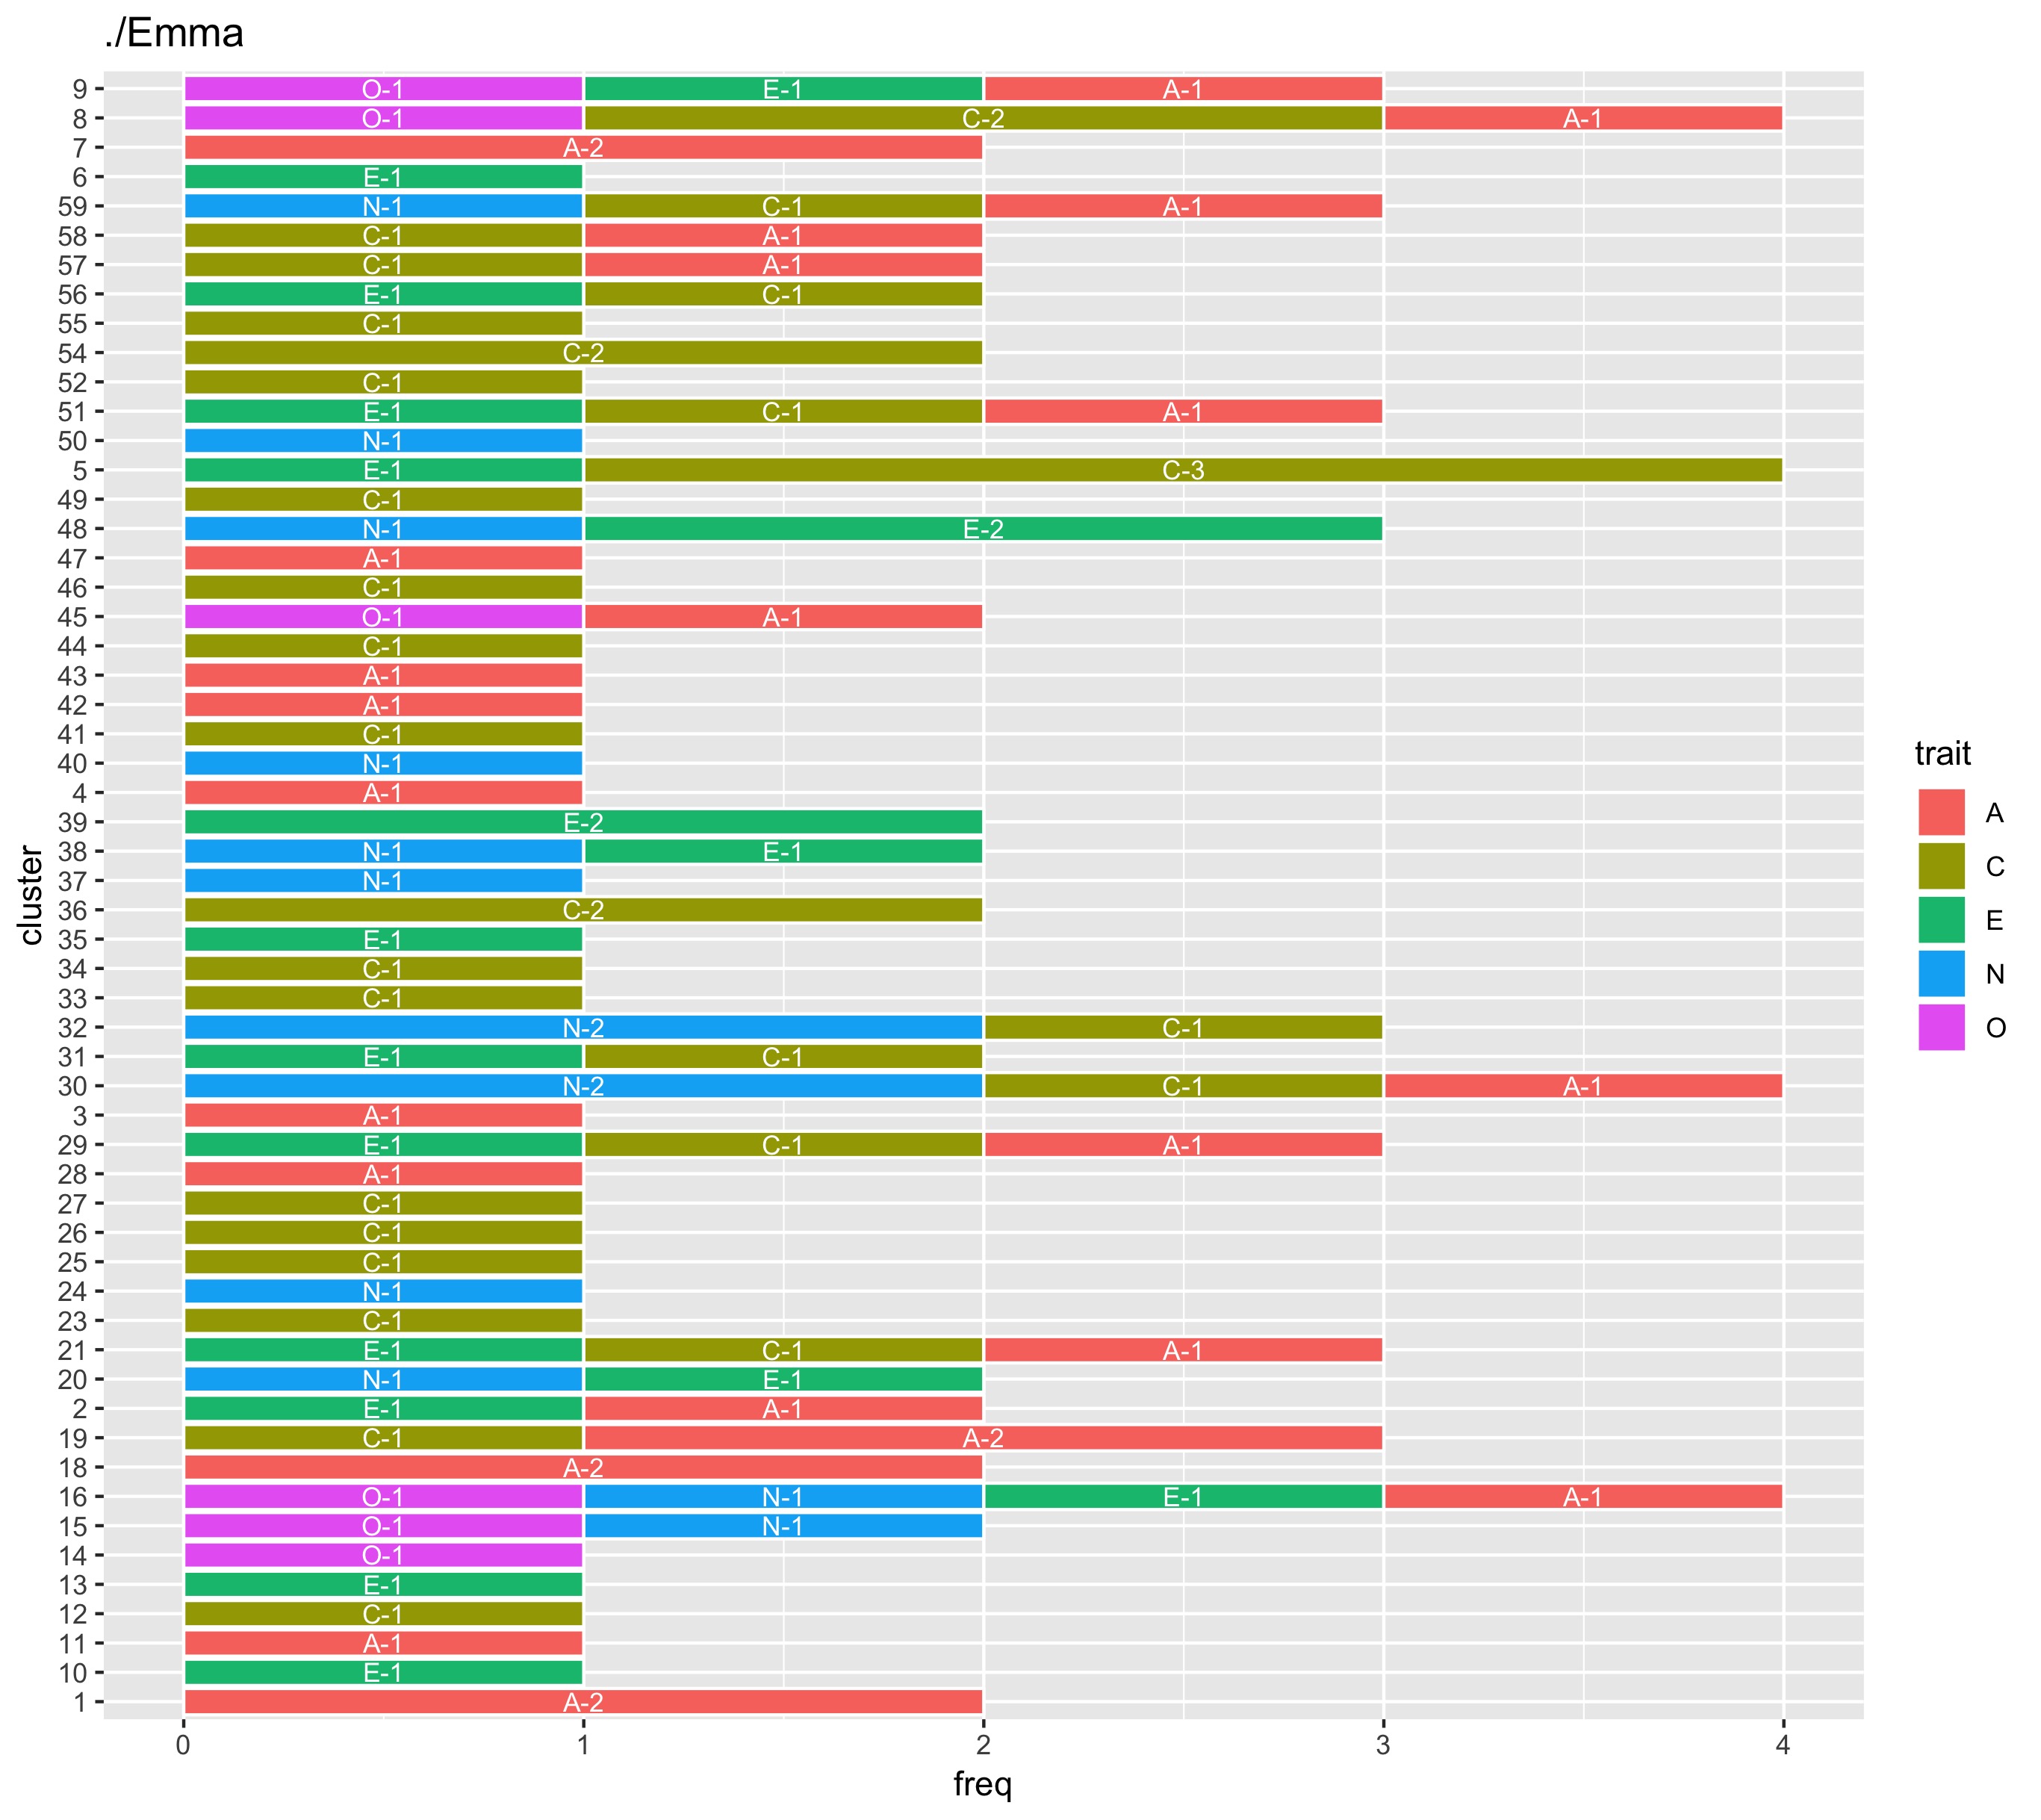 ./Emma
9 O-1 E-1 A-1
8 O-1 C-2 A-1
7 A-2
6 E-1
59 N-1 C-1 A-1
58 C-1 A-1
57 C-1 A-1
56 E-1 C-1
55 C-1
54 C-2
52 C-1
51 E-1 C-1 A-1
50 N-1
5 E-1 C-3
49 C-1
48 N-1 E-2
47 A-1
46 C-1
45 O-1 A-1
44 C-1
43 A-1
42 A-1
41 C-1
40 N-1
4 A-1
39 E-2
38 N-1 E-1
37 N-1
36 C-2
35 E-1
34 C-1
33 C-1
32 N-2 C-1
31 E-1 C-1
30 N-2 C-1 A-1
3 A-1
29 E-1 C-1 A-1
28 A-1
27 C-1
26 C-1
25 C-1
24 N-1
23 C-1
21 E-1 C-1 A-1
20 N-1 E-1
2 E-1 A-1
19 C-1 A-2
18 A-2
16 O-1 N-1 E-1 A-1
15 O-1 N-1
14 O-1
13 E-1
12 C-1
11 A-1
10 E-1
1 A-2
0 1 2 3 4
freq
cluster
trait
A
C
E
N
O